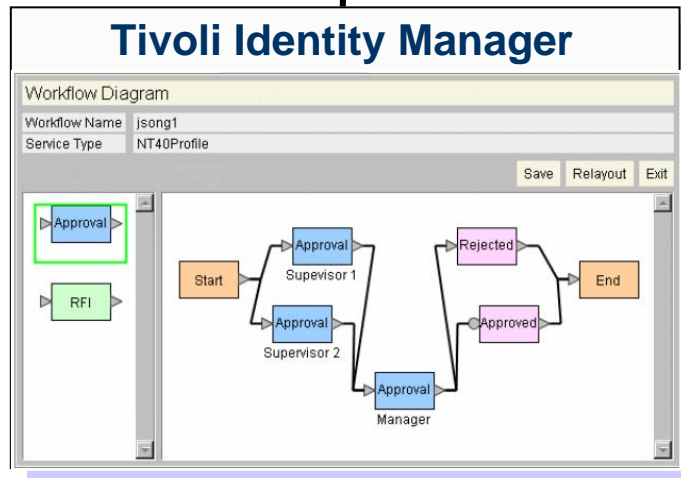 Tivoli Identity Manager
Workflow Diagram
Workflow Name jsong1
Service Type NT40Profile
Save Relayout Exit
Approval
RFI
Start
Approval
Supevisor 1
Approval
Supervisor 2
Approval
Manager
Rejected
Approved
End